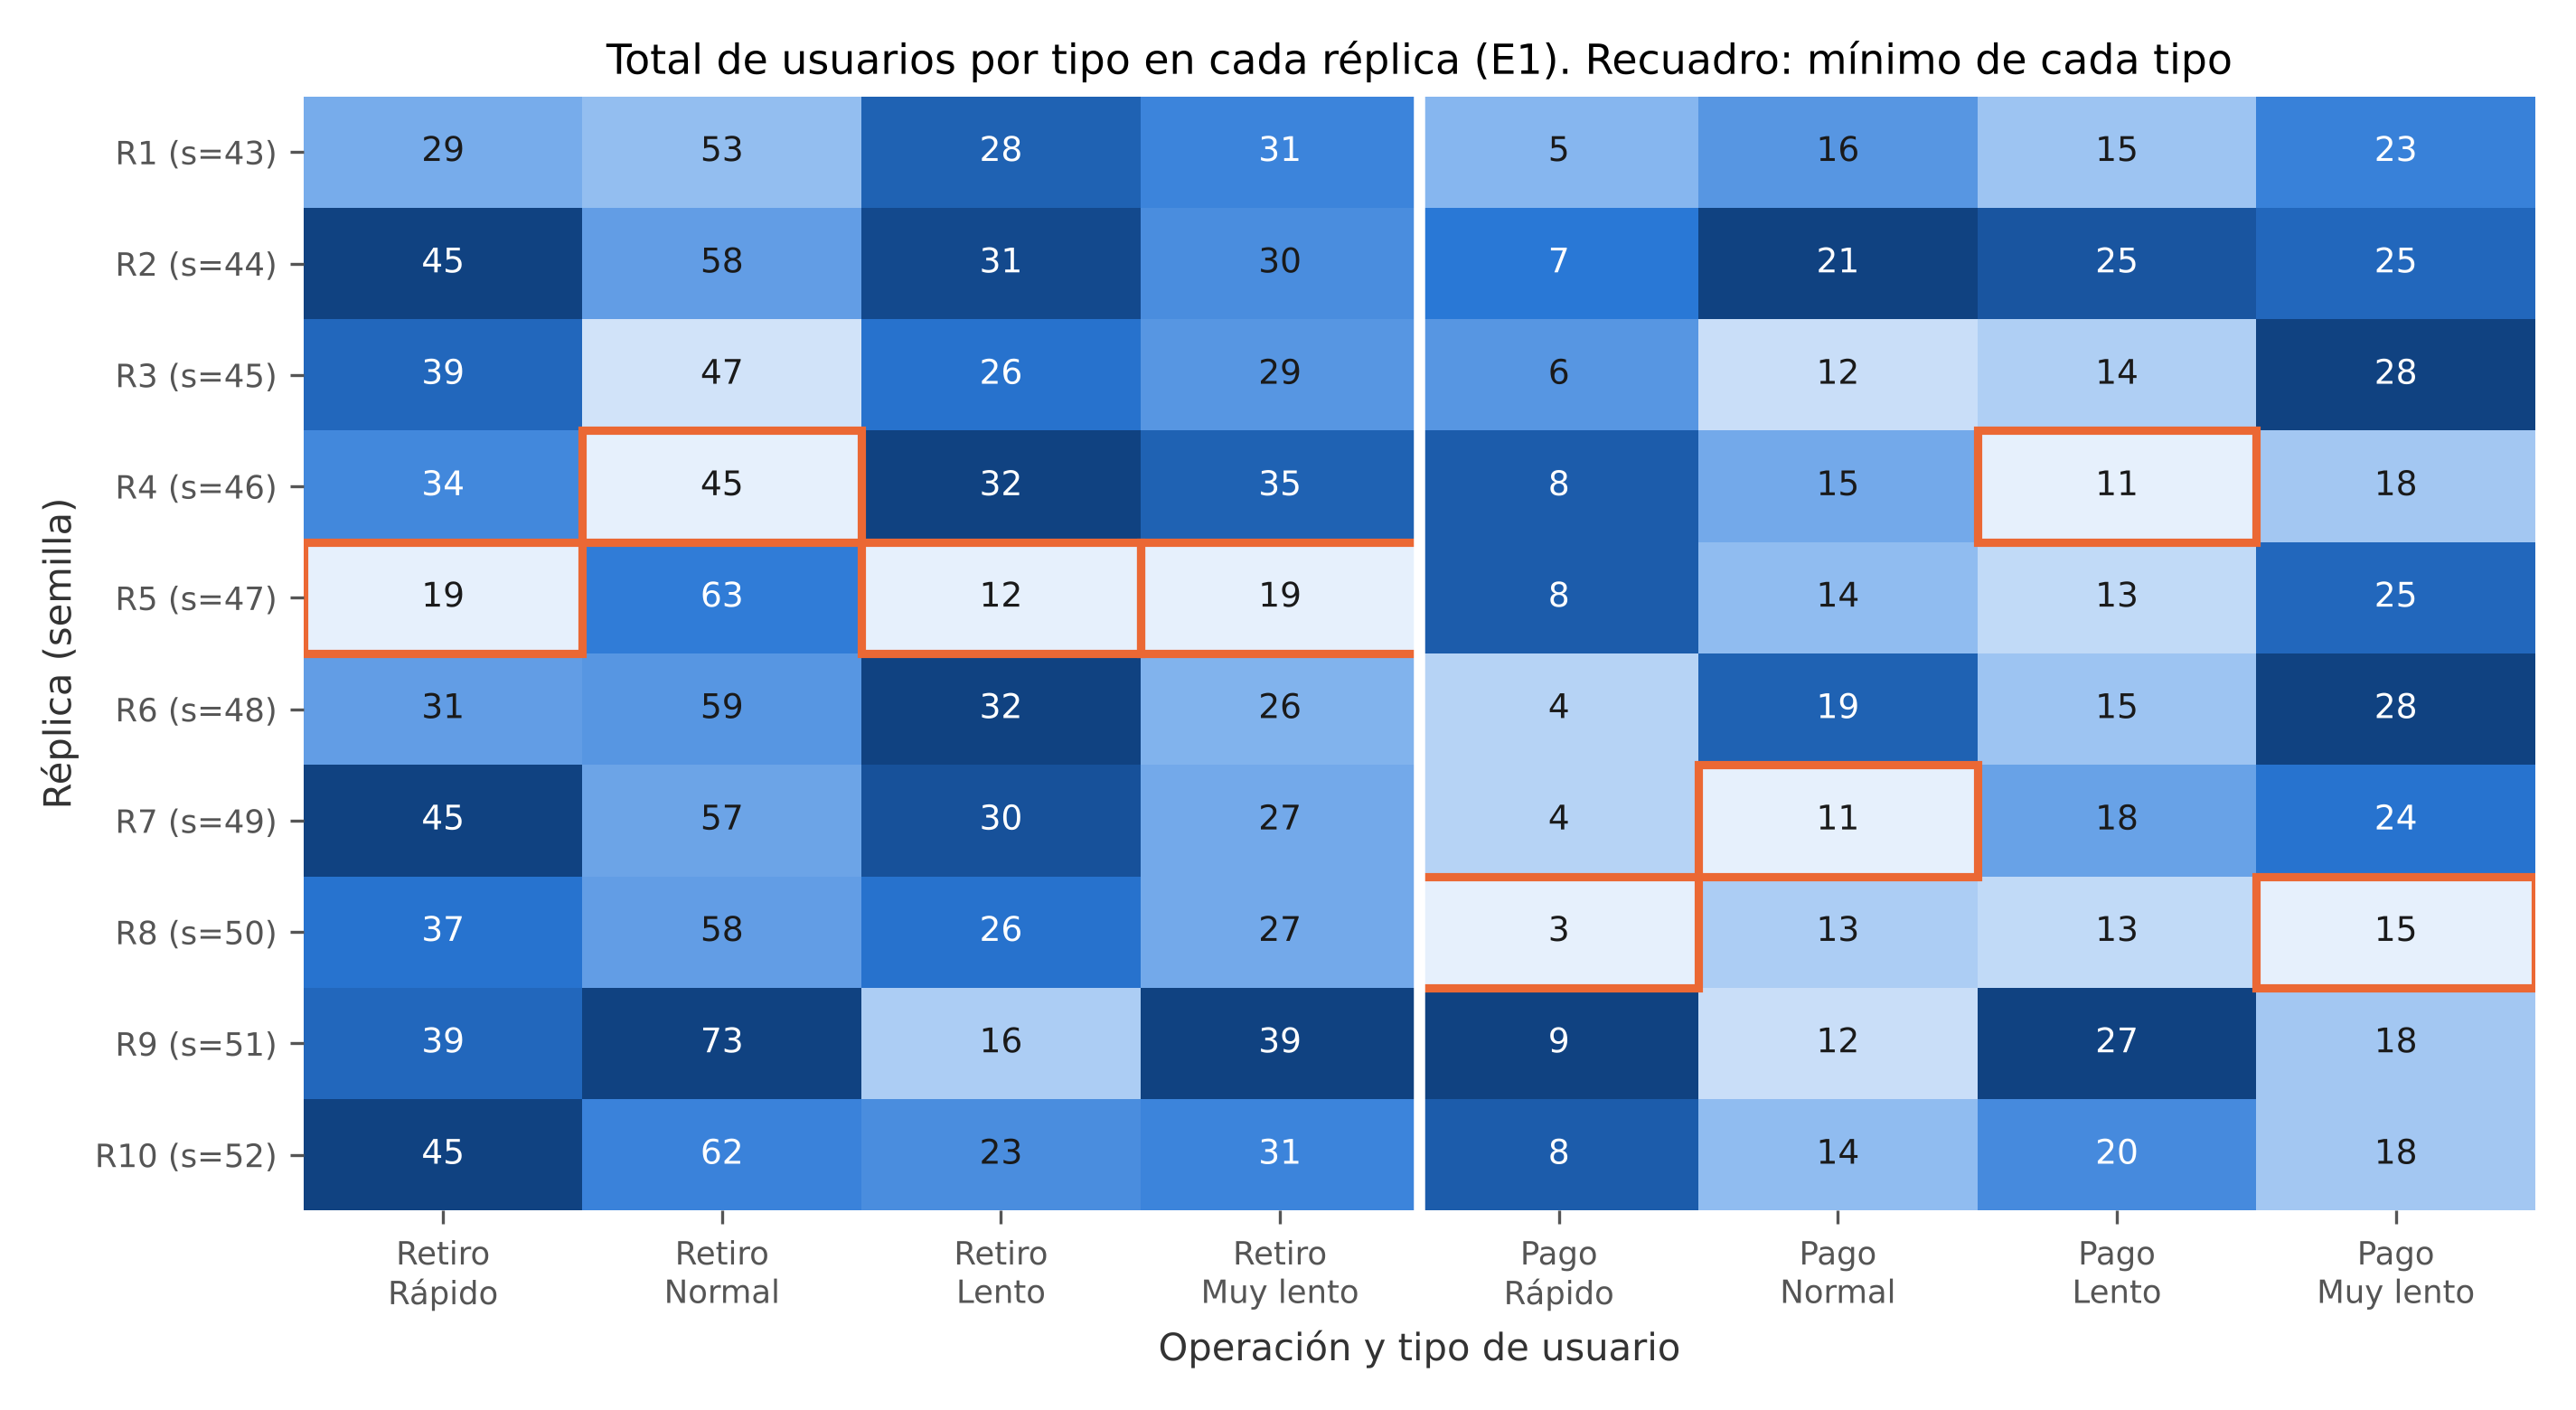 Total de usuarios por tipo en cada réplica (E1). Recuadro: mínimo de cada tipo
Réplica (semilla)
R1 (s=43) 29 53 28 31 5 16 15 23
R2 (s=44) 45 58 31 30 7 21 25 25
R3 (s=45) 39 47 26 29 6 12 14 28
R4 (s=46) 34 45 32 35 8 15 11 18
R5 (s=47) 19 63 12 19 8 14 13 25
R6 (s=48) 31 59 32 26 4 19 15 28
R7 (s=49) 45 57 30 27 4 11 18 24
R8 (s=50) 37 58 26 27 3 13 13 15
R9 (s=51) 39 73 16 39 9 12 27 18
R10 (s=52) 45 62 23 31 8 14 20 18
Retiro Retiro Retiro Retiro Pago Pago Pago Pago
Rápido Normal Lento Muy lento Rápido Normal Lento Muy lento
Operación y tipo de usuario